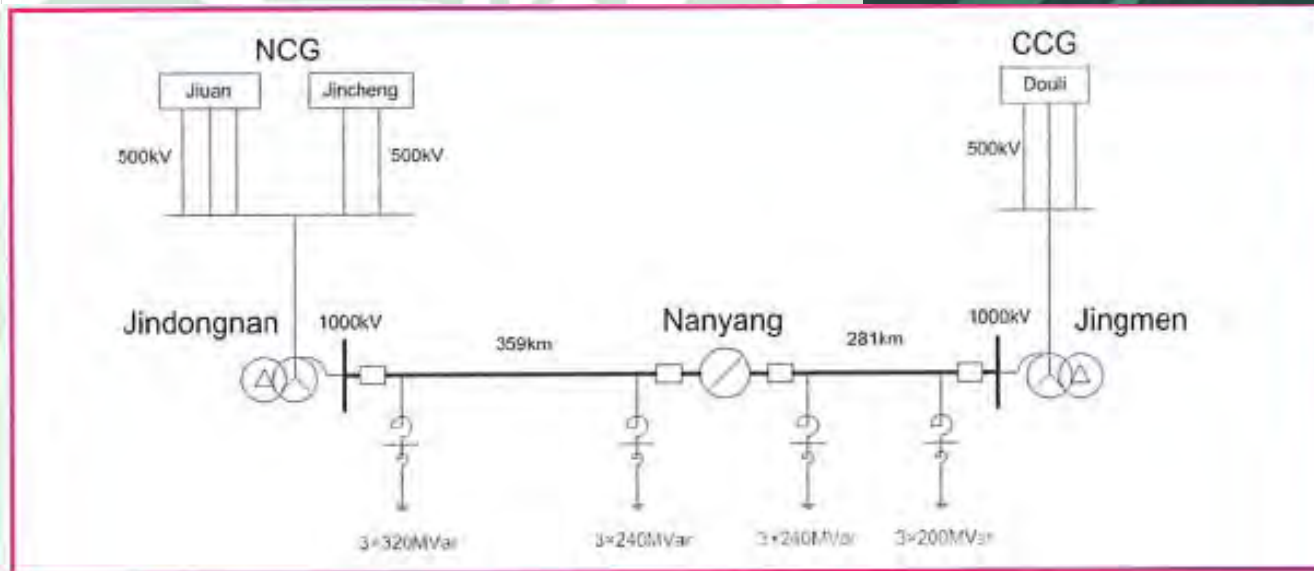 NCG
CCG
Jiuan
Jincheng
Douli
500kV
500kV
500kV
Jindongnan
1000kV
359km
Nanyang
281km
1000kV
Jingmen
3×320MVar
3×240MVar
3×240MVar
3×200MVar